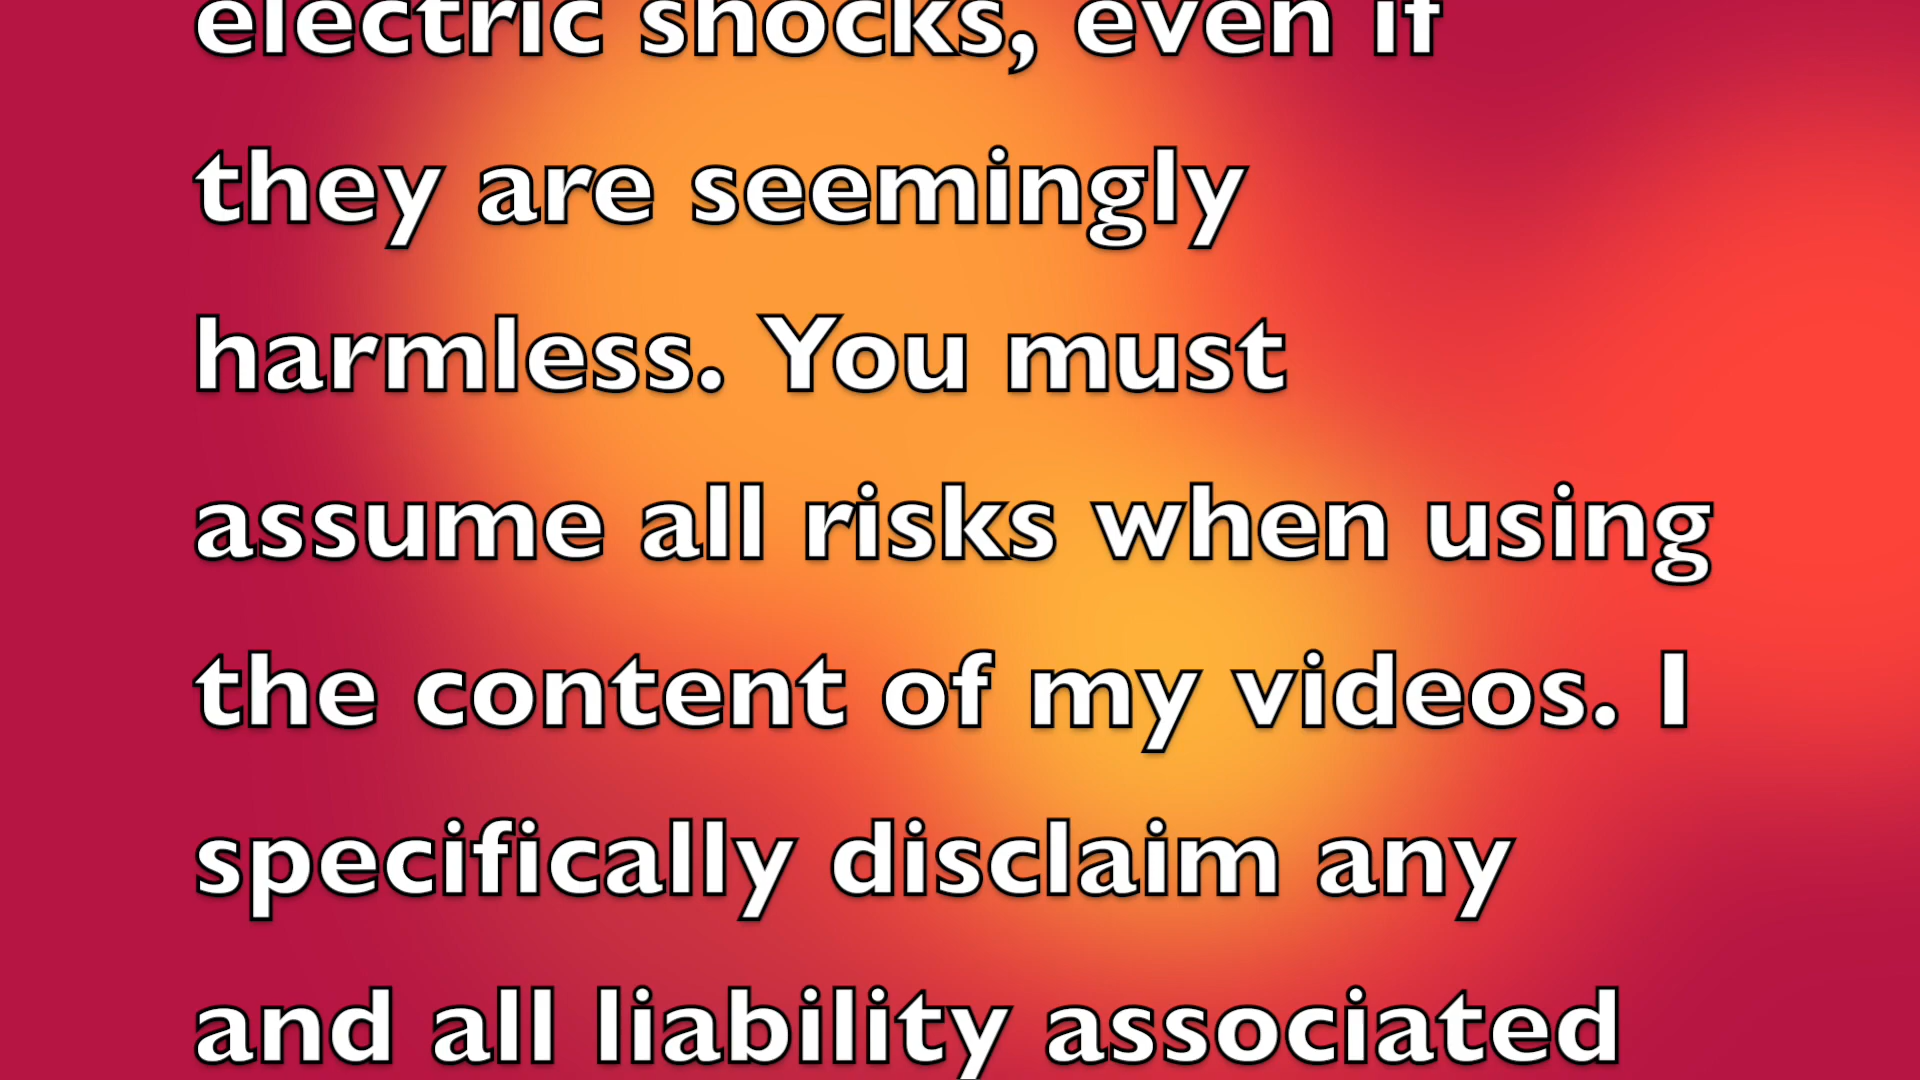 electric shocks, even if
they are seemingly
harmless. You must
assume all risks when using
the content of my videos. I
specifically disclaim any
and all liability associated